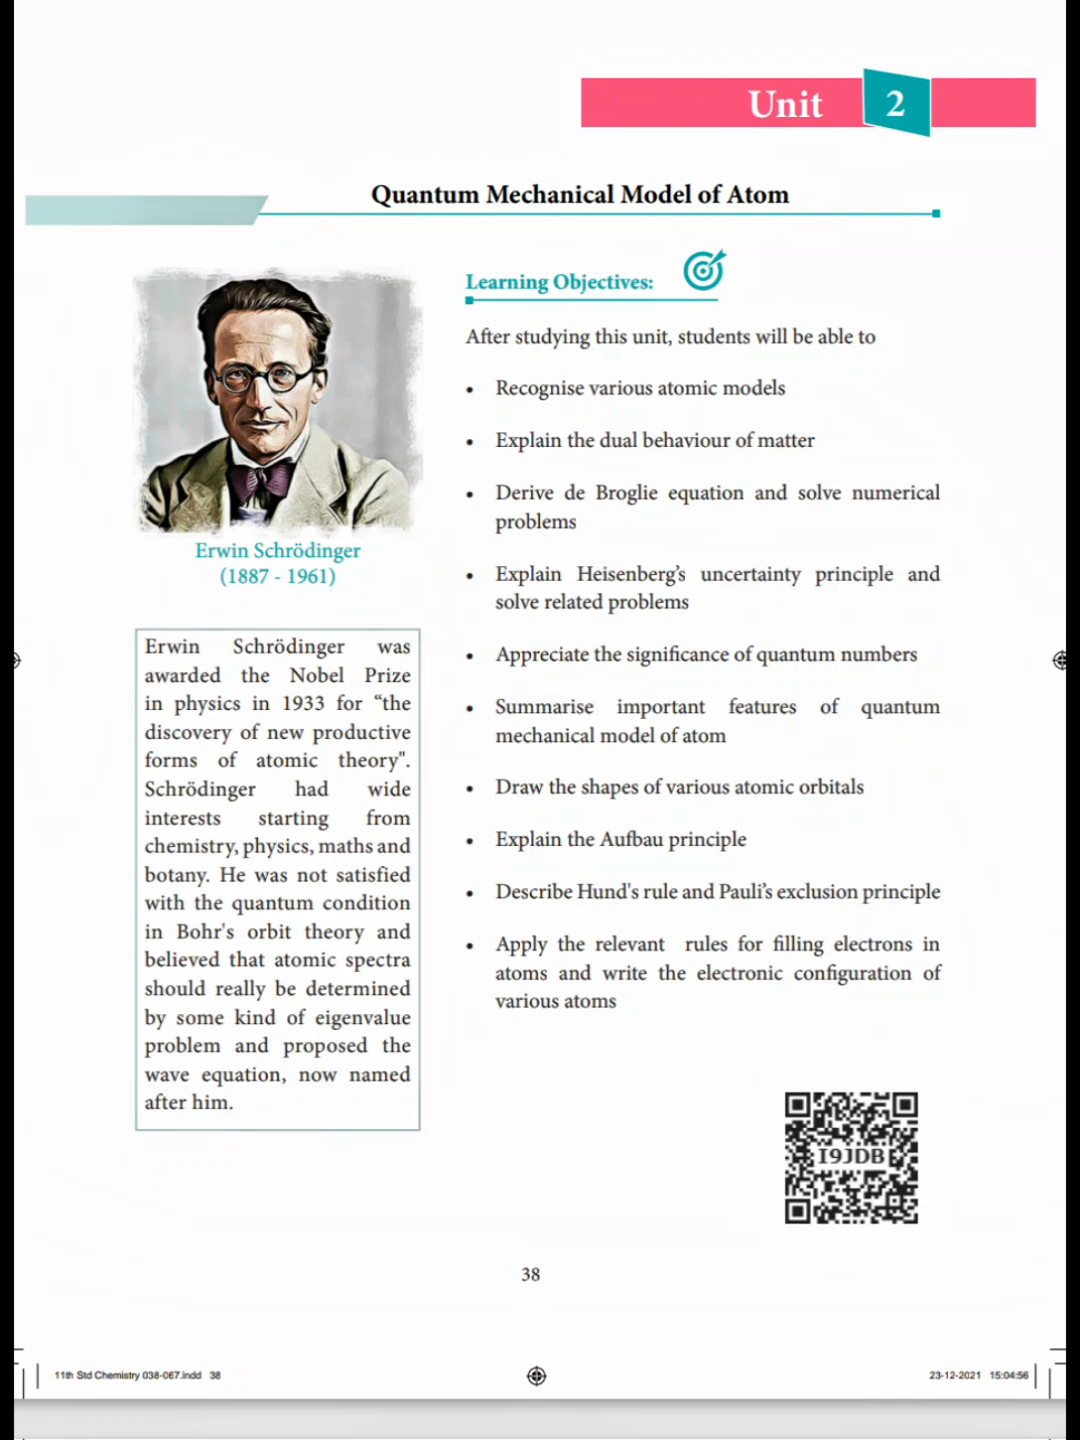 Unit 2
Quantum Mechanical Model of Atom
Erwin Schrödinger
(1887 - 1961)
Erwin Schrödinger was
awarded the Nobel Prize
in physics in 1933 for “the
discovery of new productive
forms of atomic theory".
Schrödinger had wide
interests starting from
chemistry, physics, maths and
botany. He was not satisfied
with the quantum condition
in Bohr's orbit theory and
believed that atomic spectra
should really be determined
by some kind of eigenvalue
problem and proposed the
wave equation, now named
after him.
Learning Objectives:
After studying this unit, students will be able to
• Recognise various atomic models
• Explain the dual behaviour of matter
• Derive de Broglie equation and solve numerical
problems
• Explain Heisenberg’s uncertainty principle and
solve related problems
• Appreciate the significance of quantum numbers
• Summarise important features of quantum
mechanical model of atom
• Draw the shapes of various atomic orbitals
• Explain the Aufbau principle
• Describe Hund's rule and Pauli’s exclusion principle
• Apply the relevant rules for filling electrons in
atoms and write the electronic configuration of
various atoms
I9JDB
38
11th Std Chemistry 038-067.indd 38
23-12-2021 15:04:56